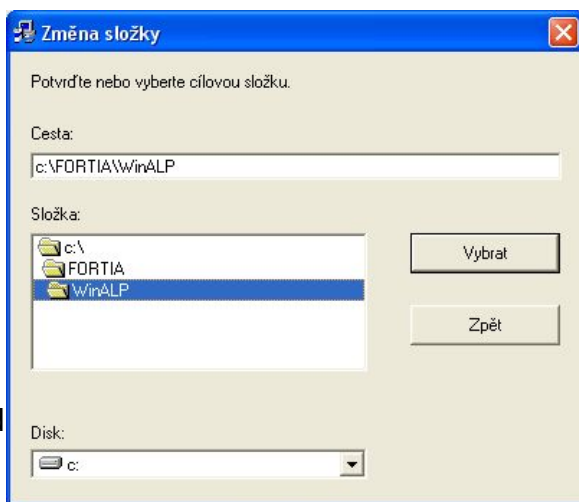 Změna složky
Potvrďte nebo vyberte cílovou složku.
Cesta:
c:\FORTIA\WinALP
Složka:
c:\
FORTIA
WinALP
Vybrat
Zpět
Disk:
c: